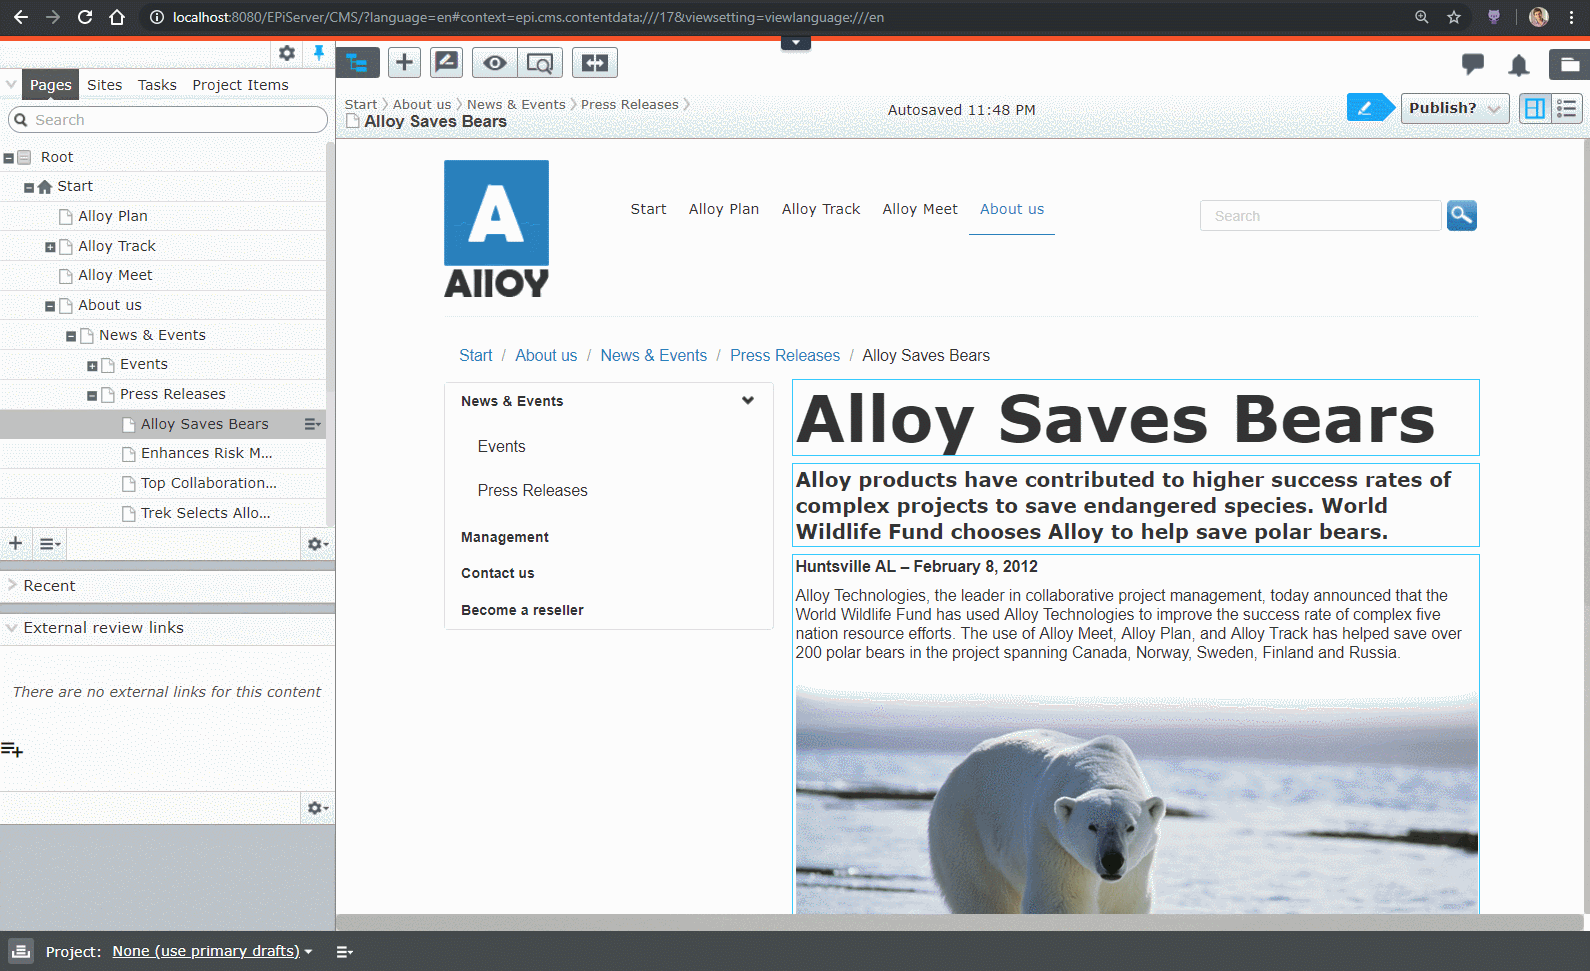 localhost:8080/EPiServer/CMS/?language=en#context=epi.cms.contentdata:///17&viewsetting=viewlanguage:///en
Pages Sites Tasks Project Items
Search
Root
Start
Alloy Plan
Alloy Track
Alloy Meet
About us
News & Events
Events
Press Releases
Alloy Saves Bears
Enhances Risk M...
Top Collaboration...
Trek Selects Allo...
Recent
External review links
There are no external links for this content
Start About us News & Events Press Releases
Alloy Saves Bears
Autosaved 11:48 PM
Publish?
A
Alloy
Start Alloy Plan Alloy Track Alloy Meet About us
Search
Start / About us / News & Events / Press Releases / Alloy Saves Bears
News & Events
Events
Press Releases
Management
Contact us
Become a reseller
Alloy Saves Bears
Alloy products have contributed to higher success rates of
complex projects to save endangered species. World
Wildlife Fund chooses Alloy to help save polar bears.
Huntsville AL – February 8, 2012
Alloy Technologies, the leader in collaborative project management, today announced that the
World Wildlife Fund has used Alloy Technologies to improve the success rate of complex five
nation resource efforts. The use of Alloy Meet, Alloy Plan, and Alloy Track has helped save over
200 polar bears in the project spanning Canada, Norway, Sweden, Finland and Russia.
Project: None (use primary drafts)